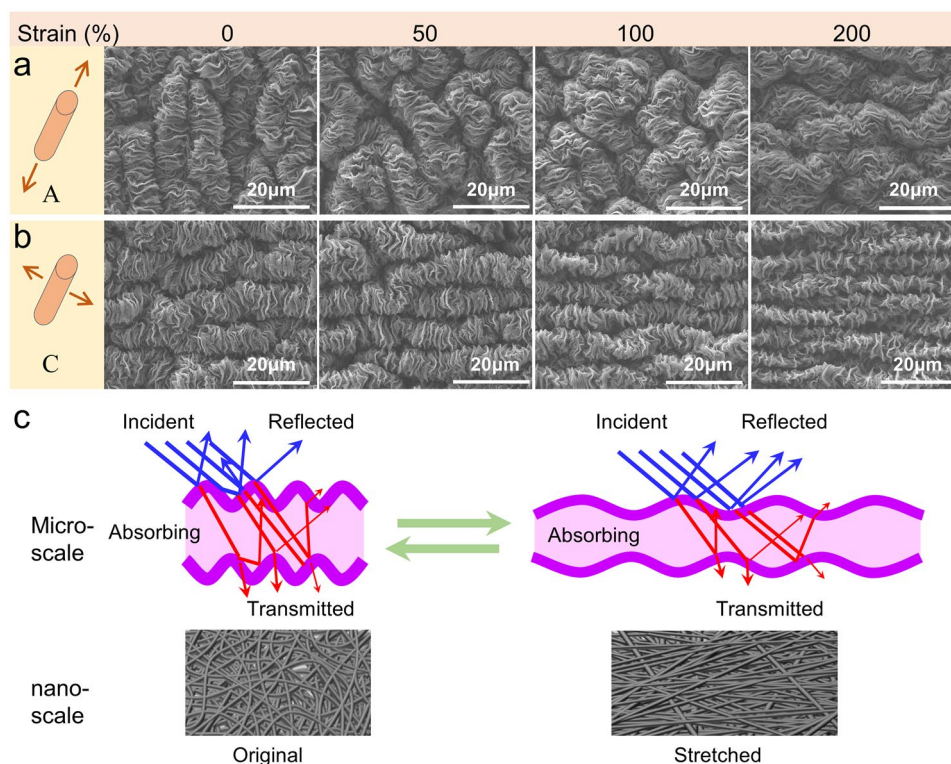 Strain (%) 0 50 100 200
a
A
20μm 20μm 20μm 20μm
b
C
20μm 20μm 20μm 20μm
c
Incident Reflected Incident Reflected
Micro-
scale
Absorbing Absorbing
Transmitted Transmitted
nano-
scale
Original Stretched